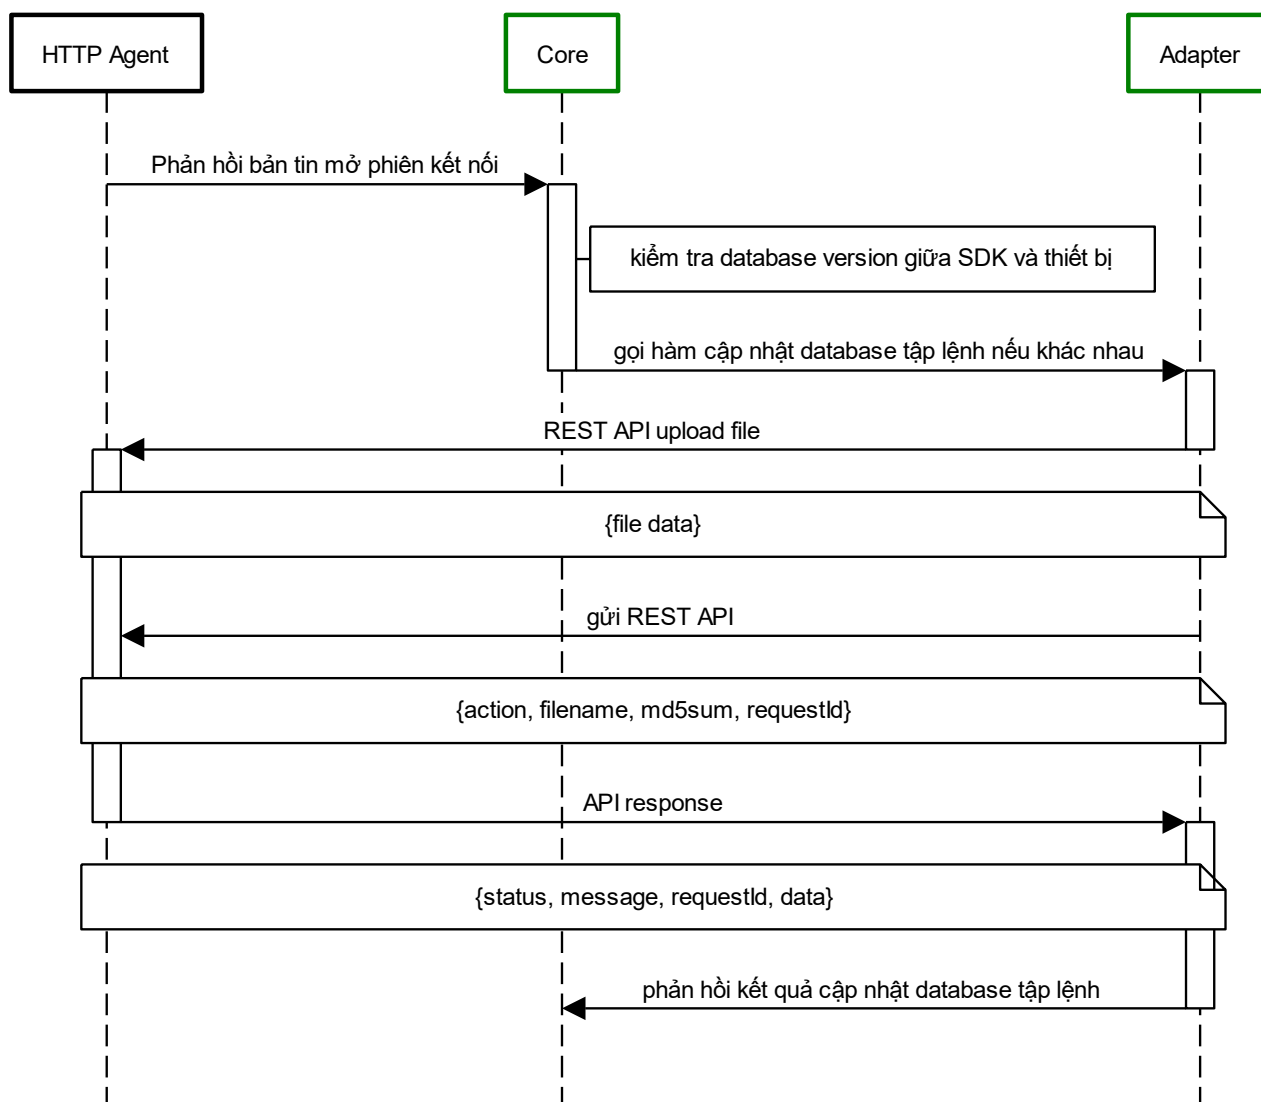 HTTP Agent
Core
Adapter
Phản hồi bản tin mở phiên kết nối
kiểm tra database version giữa SDK và thiết bị
gọi hàm cập nhật database tập lệnh nếu khác nhau
REST API upload file
{file data}
gửi REST API
{action, filename, md5sum, requestId}
API response
{status, message, requestId, data}
phản hồi kết quả cập nhật database tập lệnh